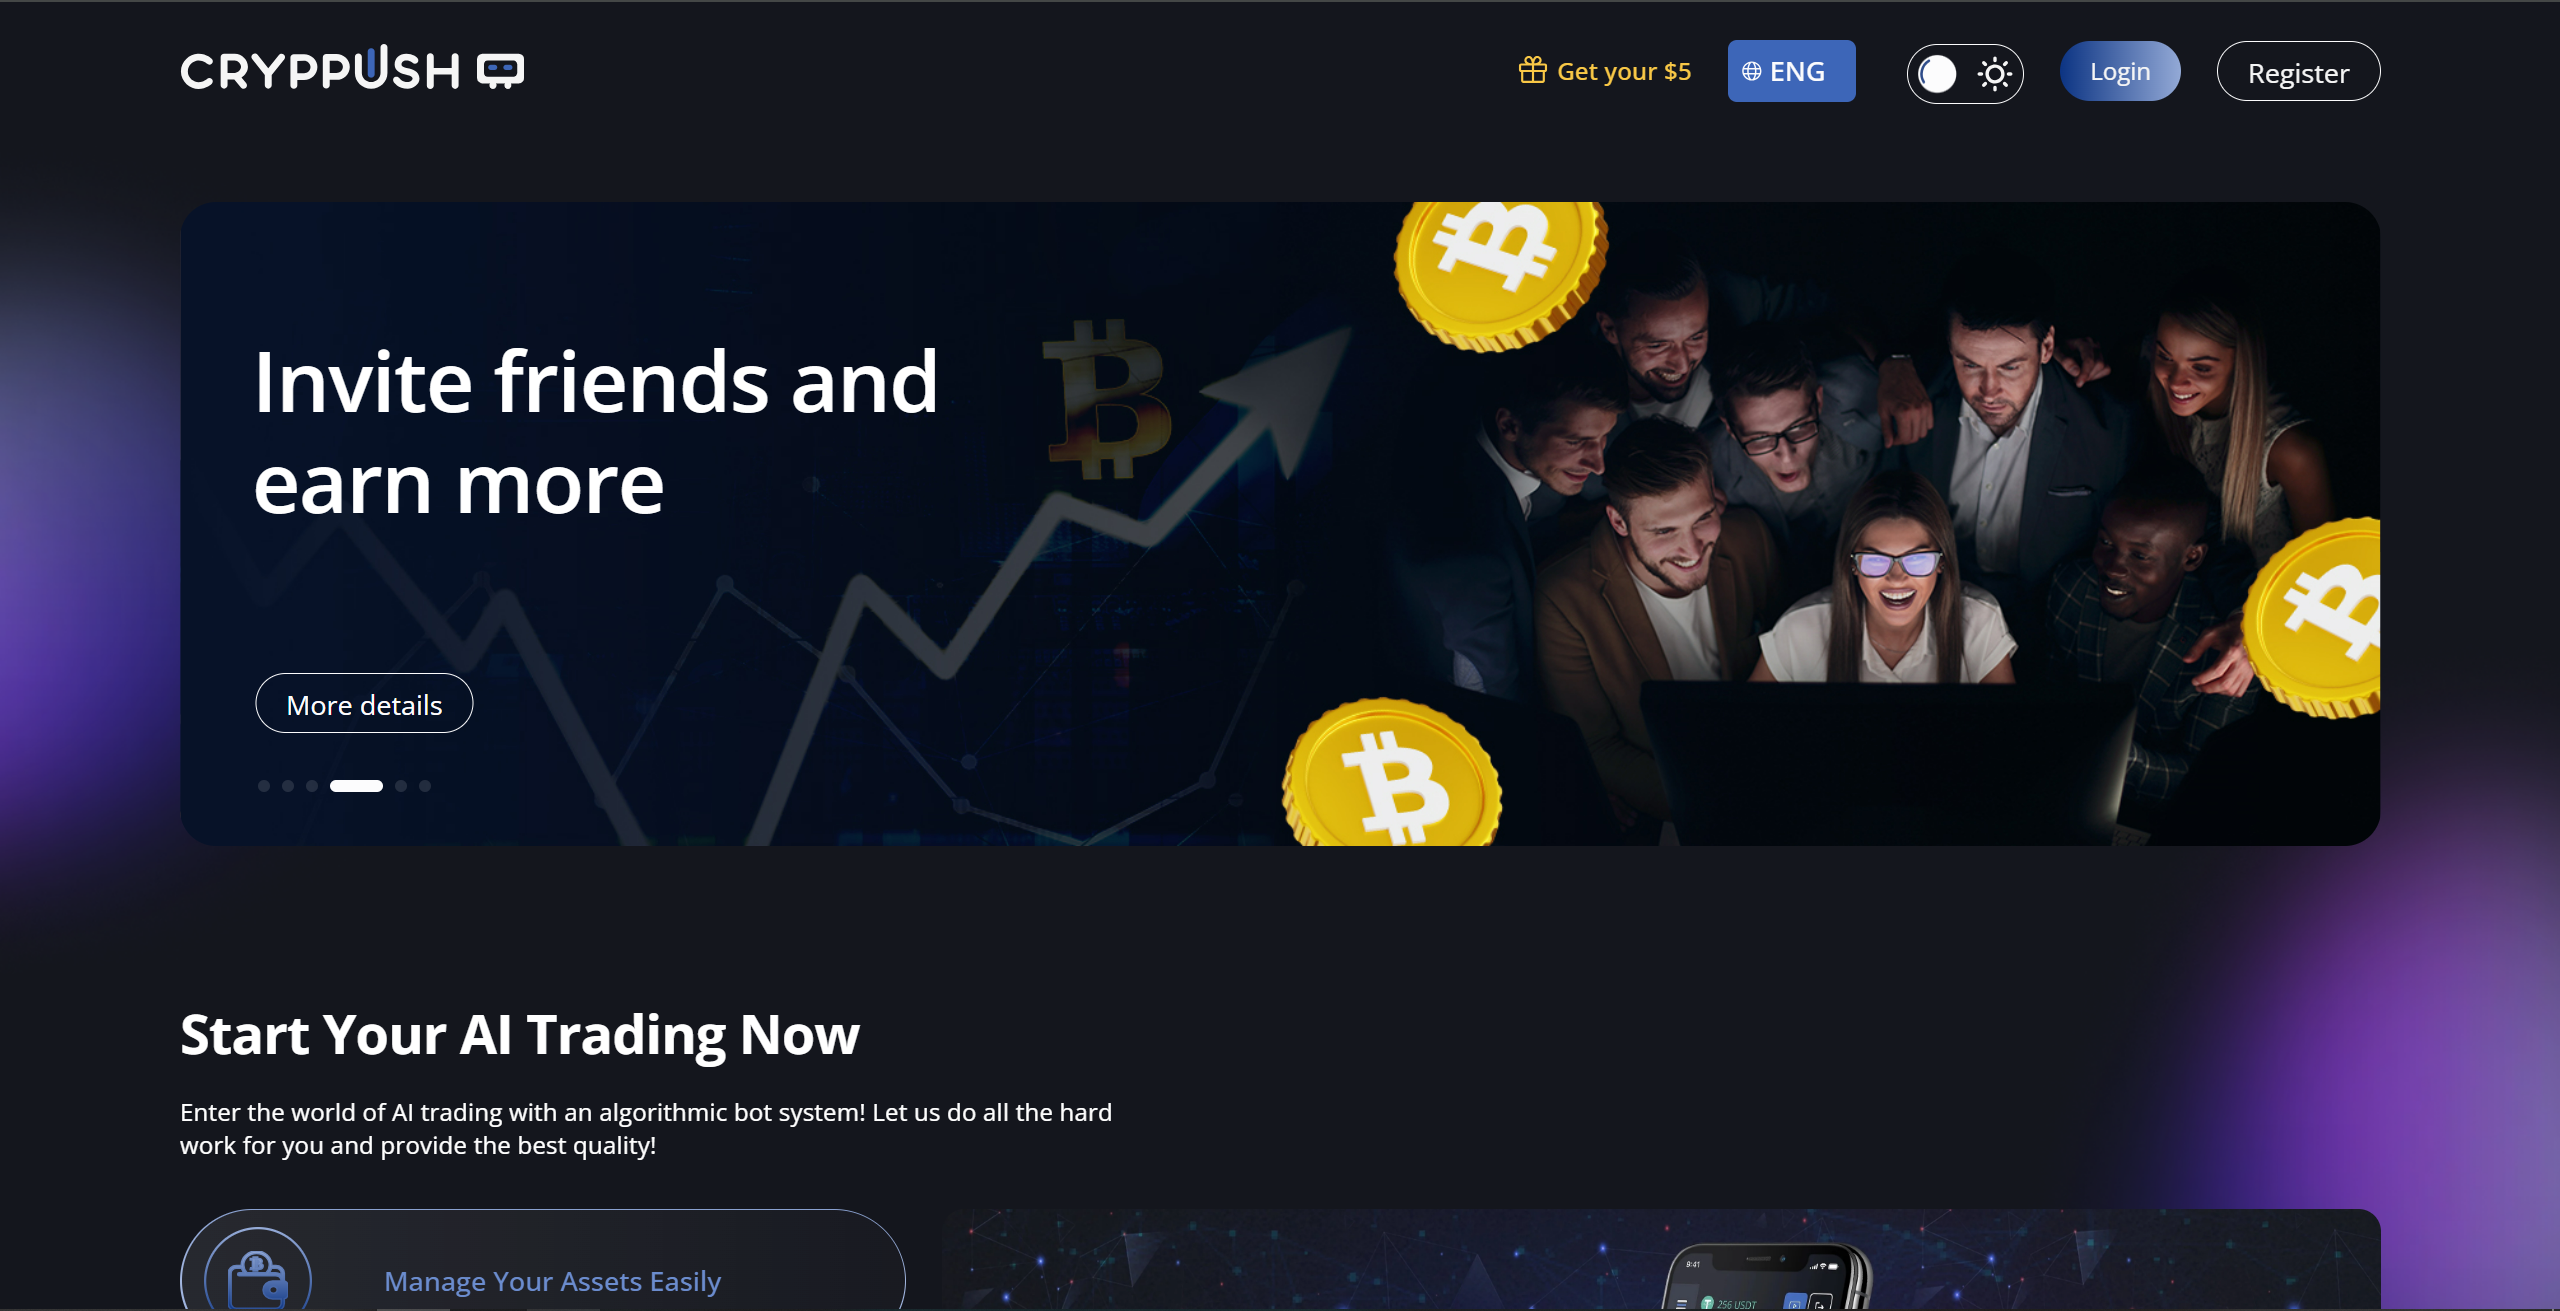 CRYPPUSH
Get your $5
ENG
Login
Register
Invite friends and
earn more
More details
Start Your AI Trading Now
Enter the world of AI trading with an algorithmic bot system! Let us do all the hard
work for you and provide the best quality!
Manage Your Assets Easily
9:41
256 USDT